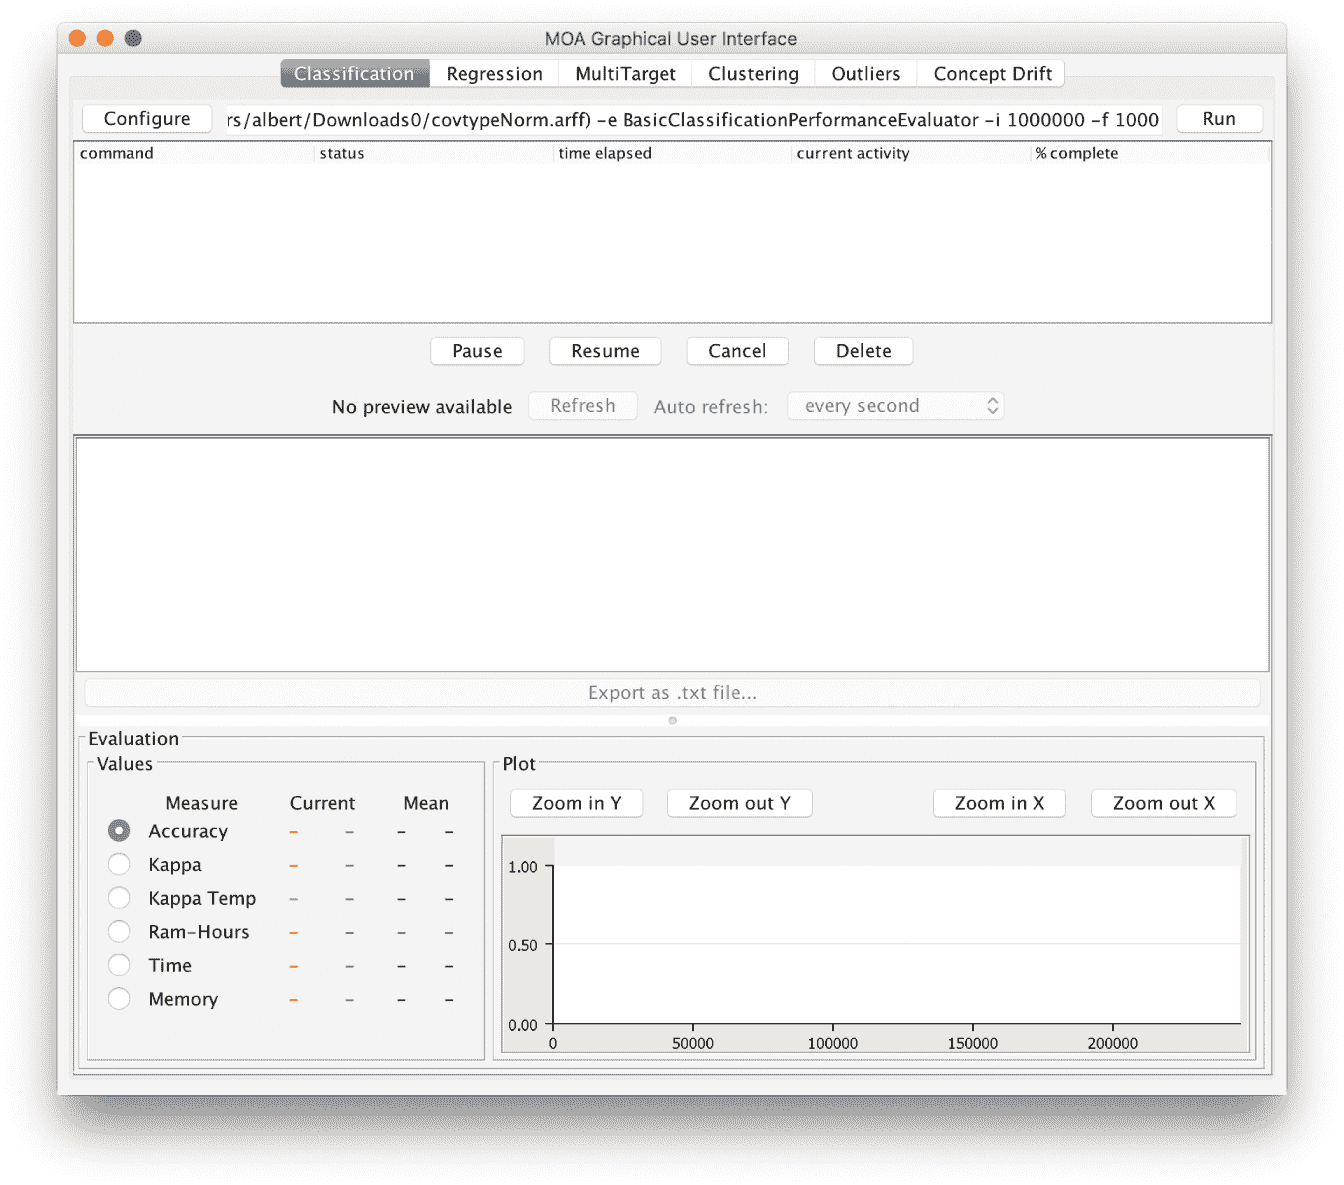 MOA Graphical User Interface
Classification Regression MultiTarget Clustering Outliers Concept Drift
Configure rs/albert/Downloads0/covtypeNorm.arff) -e BasicClassificationPerformanceEvaluator -i 1000000 -f 1000 Run
command status time elapsed current activity % complete
Pause Resume Cancel Delete
No preview available Refresh Auto refresh: every second
Export as .txt file...
Evaluation
Values
Measure Current Mean
Accuracy - - - -
Kappa - - - -
Kappa Temp - - - -
Ram-Hours - - - -
Time - - - -
Memory - - - -
Plot
Zoom in Y Zoom out Y Zoom in X Zoom out X
1.00
0.50
0.00
0 50000 100000 150000 200000